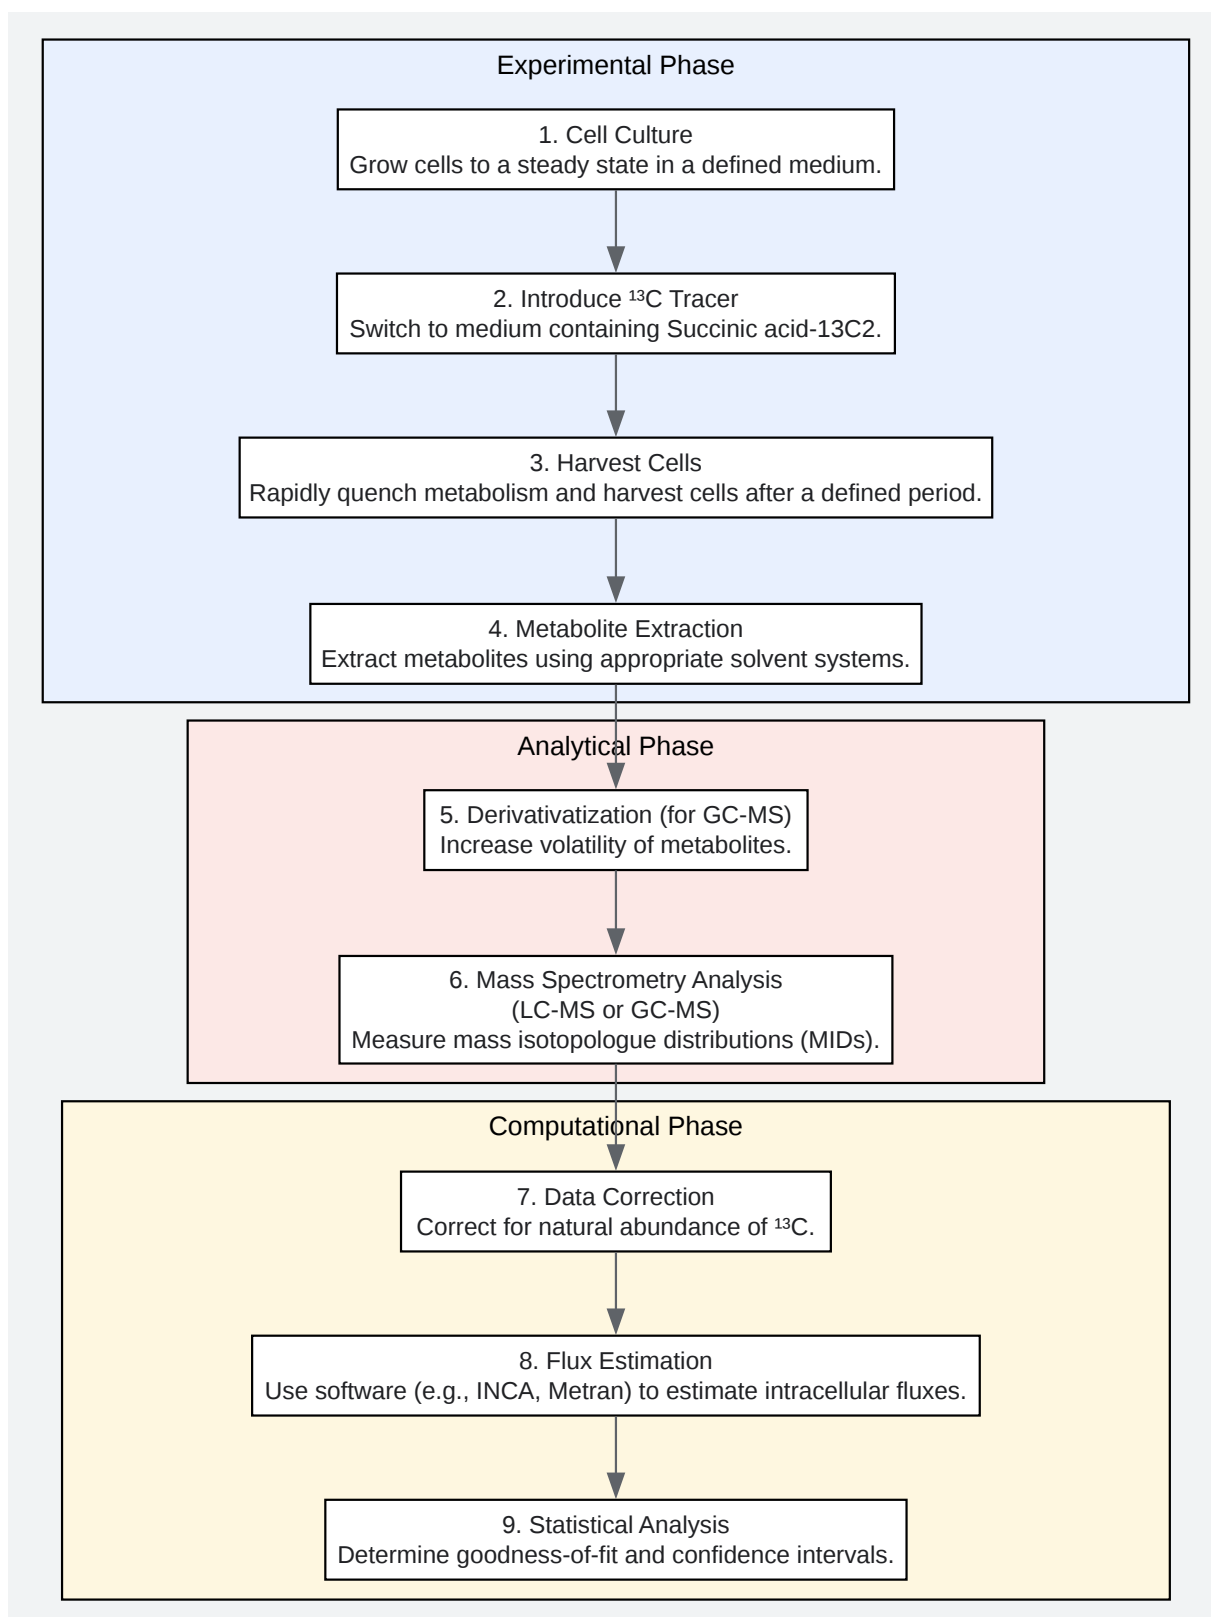 Experimental Phase
1. Cell Culture
Grow cells to a steady state in a defined medium.
2. Introduce ¹³C Tracer
Switch to medium containing Succinic acid-13C2.
3. Harvest Cells
Rapidly quench metabolism and harvest cells after a defined period.
4. Metabolite Extraction
Extract metabolites using appropriate solvent systems.
Analytical Phase
5. Derivativatization (for GC-MS)
Increase volatility of metabolites.
6. Mass Spectrometry Analysis
(LC-MS or GC-MS)
Measure mass isotopologue distributions (MIDs).
Computational Phase
7. Data Correction
Correct for natural abundance of ¹³C.
8. Flux Estimation
Use software (e.g., INCA, Metran) to estimate intracellular fluxes.
9. Statistical Analysis
Determine goodness-of-fit and confidence intervals.